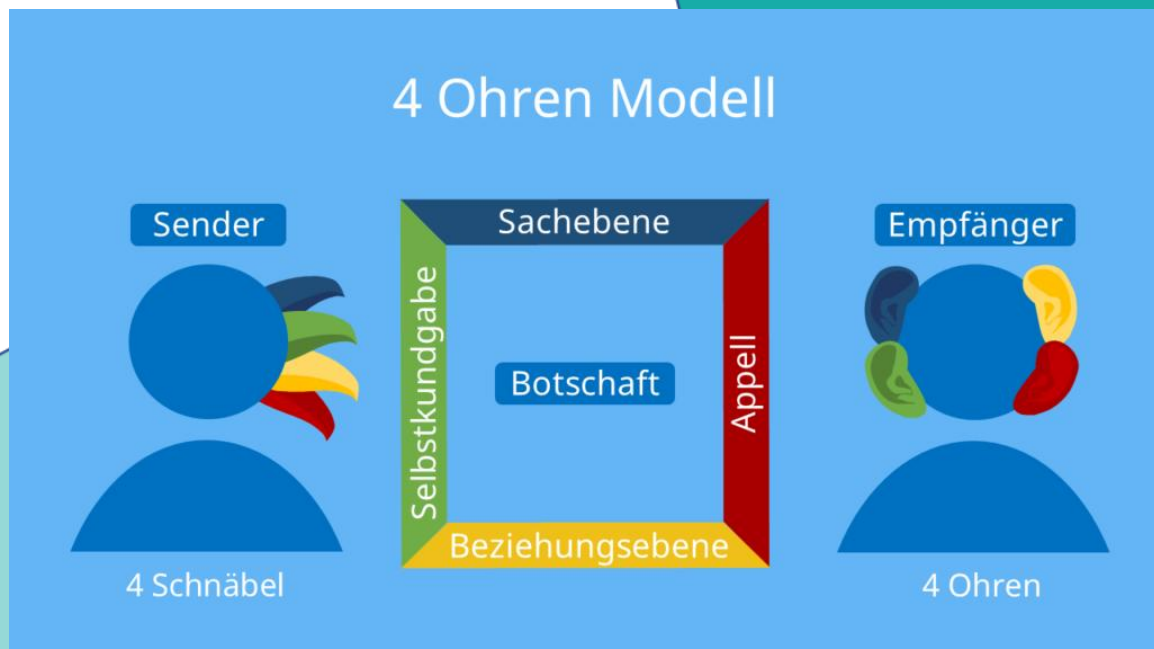 4 Ohren Modell
Sender
Sachebene
Empfänger
Selbstkundgabe
Botschaft
Appell
Beziehungsebene
4 Schnäbel
4 Ohren